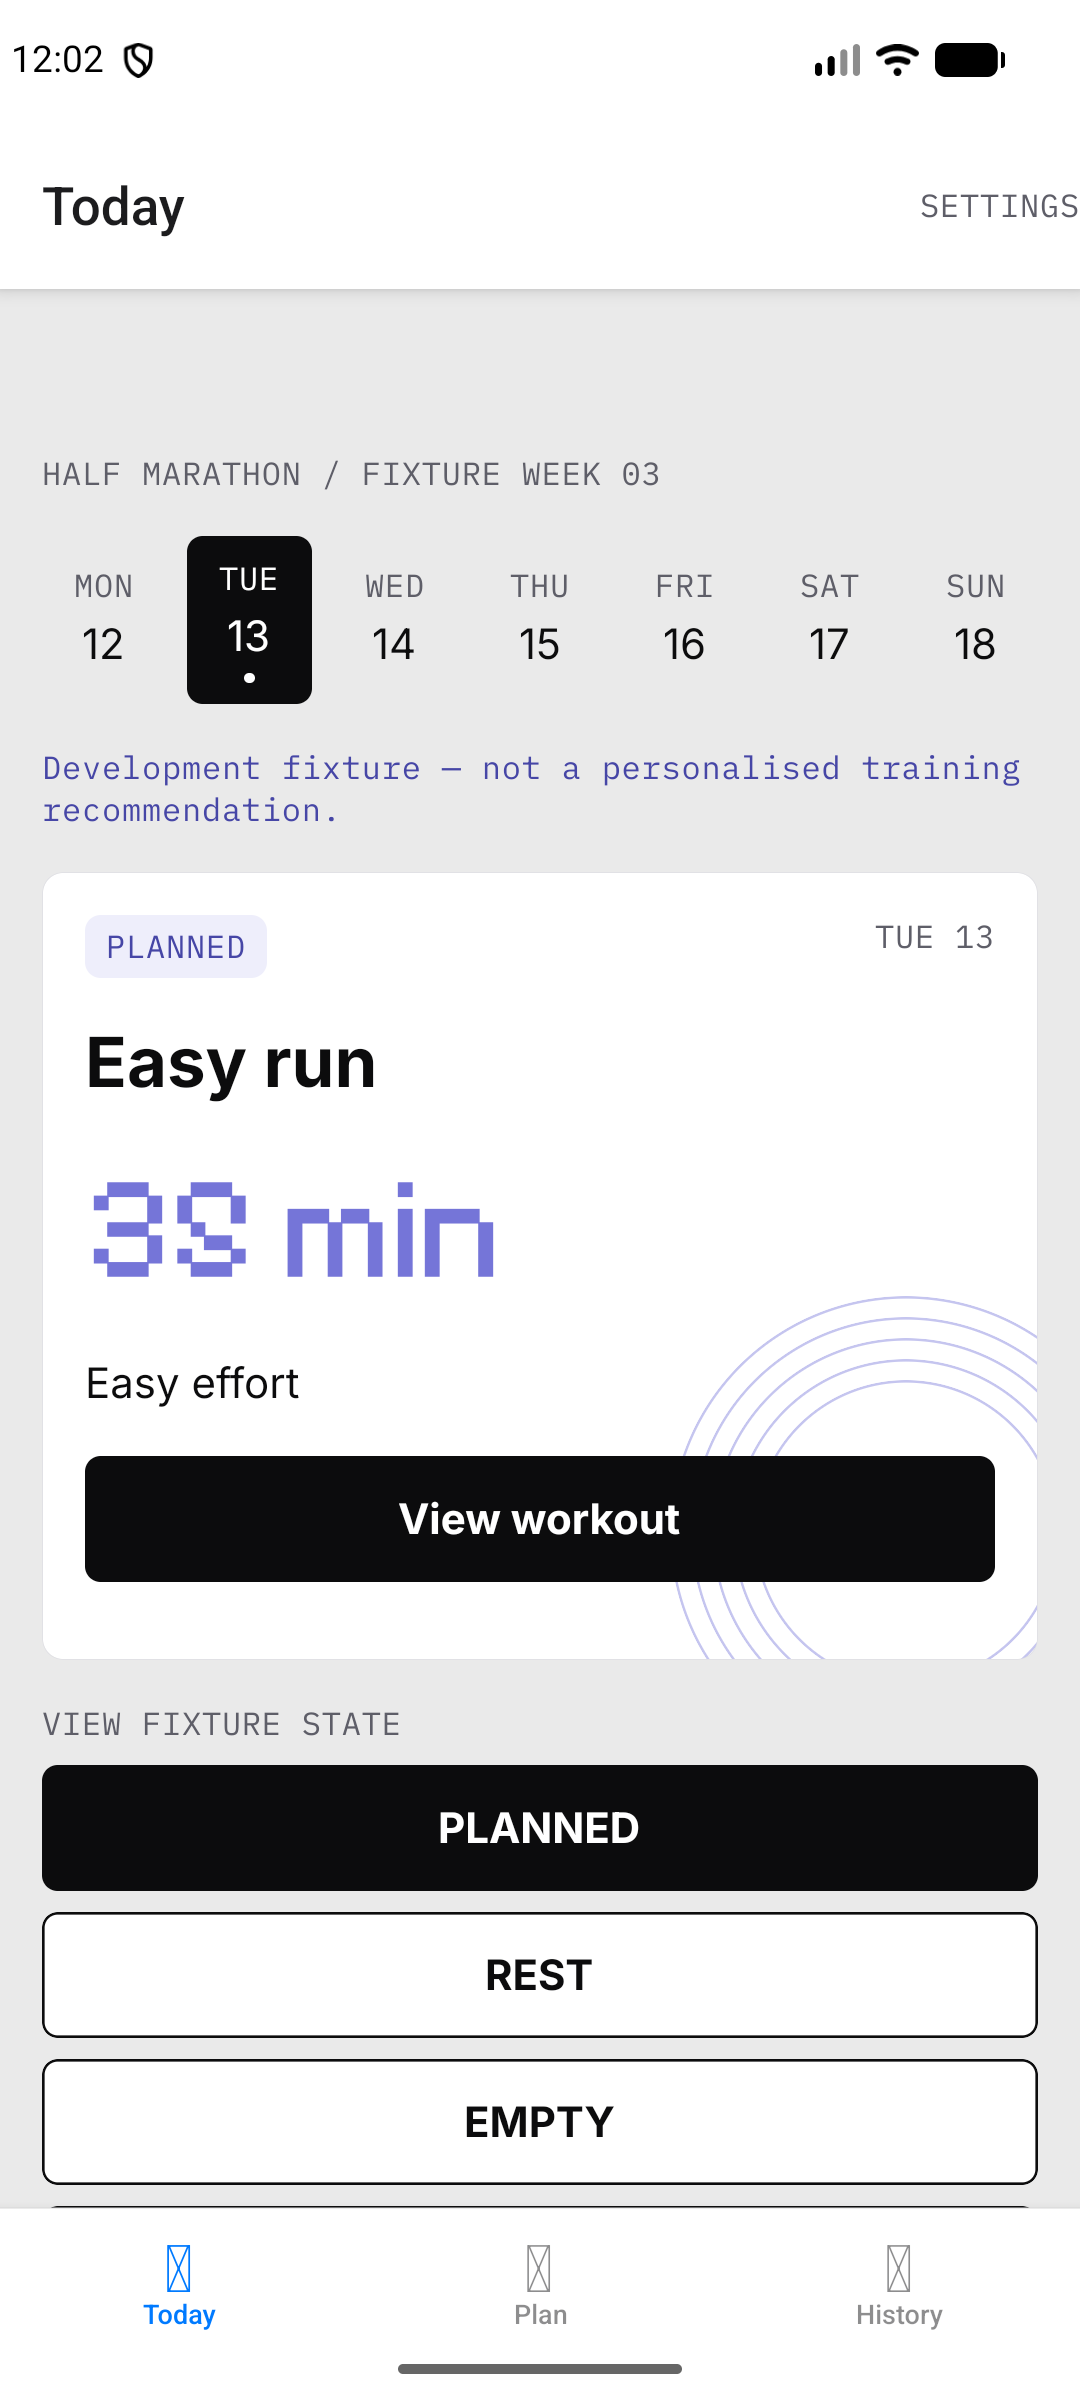 12:02
Today
SETTINGS
HALF MARATHON / FIXTURE WEEK 03
MON TUE WED THU FRI SAT SUN
12 13 14 15 16 17 18
Development fixture — not a personalised training
recommendation.
PLANNED TUE 13
Easy run
min
Easy effort
View workout
VIEW FIXTURE STATE
PLANNED
REST
EMPTY
Today Plan History